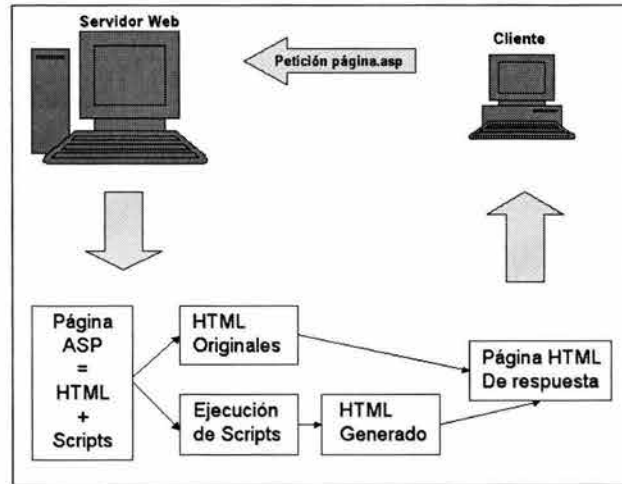 Servidor Web
Cliente
Petición página.asp
Página
ASP
=
HTML
+
Scripts
HTML
Originales
Ejecución
de Scripts
HTML
Generado
Página HTML
De respuesta